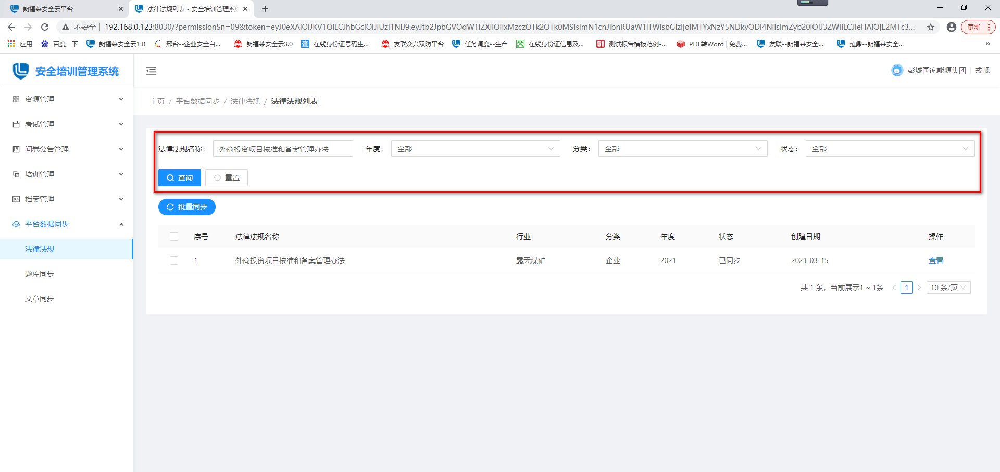 朗福莱安全云平台
法律法规列表 - 安全培训管理系统
不安全
192.168.0.123:8030/?permissionSn=09&token=
更新
应用
百度一下
朗福莱安全云1.0
邢台--企业安全自...
朗福莱安全云3.0
在线身份证号码生...
友联众兴双防平台
任务调度--生产
在线身份证信息及...
测试报告模板范例-...
PDF转Word | 免费...
友联--朗福莱安全...
蕴鼎--朗福莱安全...
安全培训管理系统
彭城国家能源集团
戎靓
资源管理
考试管理
问卷公告管理
培训管理
档案管理
平台数据同步
法律法规
题库同步
文章同步
主页 / 平台数据同步 / 法律法规 / 法律法规列表
法律法规名称: 外商投资项目核准和备案管理办法 年度: 全部 分类: 全部 状态: 全部
查询 重置
批量同步
序号 法律法规名称 行业 分类 年度 状态 创建日期 操作
1 外商投资项目核准和备案管理办法 露天煤矿 企业 2021 已同步 2021-03-15 查看
共 1 条，当前展示1 ~ 1条 < 1 > 10 条/页